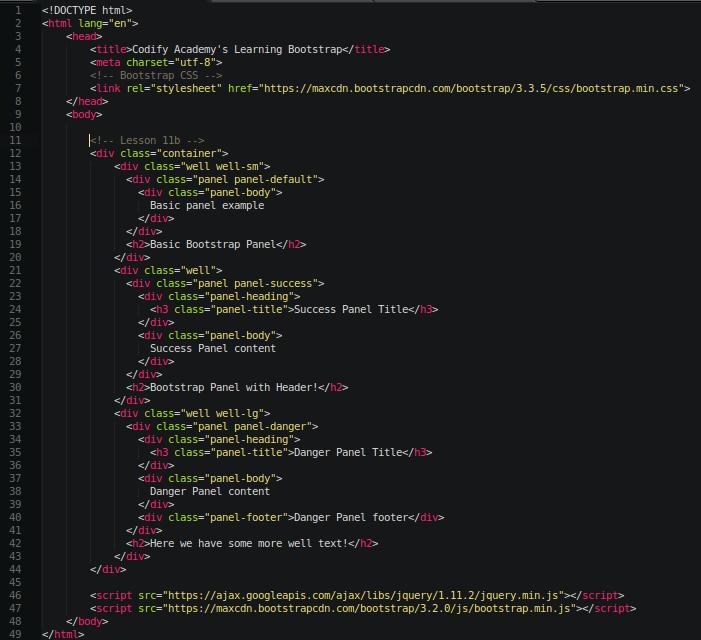 1 <!DOCTYPE html>
2 <html lang="en">
3 <head>
4 <title>Codify Academy's Learning Bootstrap</title>
5 <meta charset="utf-8">
6 <!-- Bootstrap CSS -->
7 <link rel="stylesheet" href="https://maxcdn.bootstrapcdn.com/bootstrap/3.3.5/css/bootstrap.min.css">
8 </head>
9 <body>
10
11 <!-- Lesson 11b -->
12 <div class="container">
13 <div class="well well-sm">
14 <div class="panel panel-default">
15 <div class="panel-body">
16 Basic panel example
17 </div>
18 </div>
19 <h2>Basic Bootstrap Panel</h2>
20 </div>
21 <div class="well">
22 <div class="panel panel-success">
23 <div class="panel-heading">
24 <h3 class="panel-title">Success Panel Title</h3>
25 </div>
26 <div class="panel-body">
27 Success Panel content
28 </div>
29 </div>
30 <h2>Bootstrap Panel with Header!</h2>
31 </div>
32 <div class="well well-lg">
33 <div class="panel panel-danger">
34 <div class="panel-heading">
35 <h3 class="panel-title">Danger Panel Title</h3>
36 </div>
37 <div class="panel-body">
38 Danger Panel content
39 </div>
40 <div class="panel-footer">Danger Panel footer</div>
41 </div>
42 <h2>Here we have some more well text!</h2>
43 </div>
44 </div>
45
46 <script src="https://ajax.googleapis.com/ajax/libs/jquery/1.11.2/jquery.min.js"></script>
47 <script src="https://maxcdn.bootstrapcdn.com/bootstrap/3.2.0/js/bootstrap.min.js"></script>
48 </body>
49 </html>